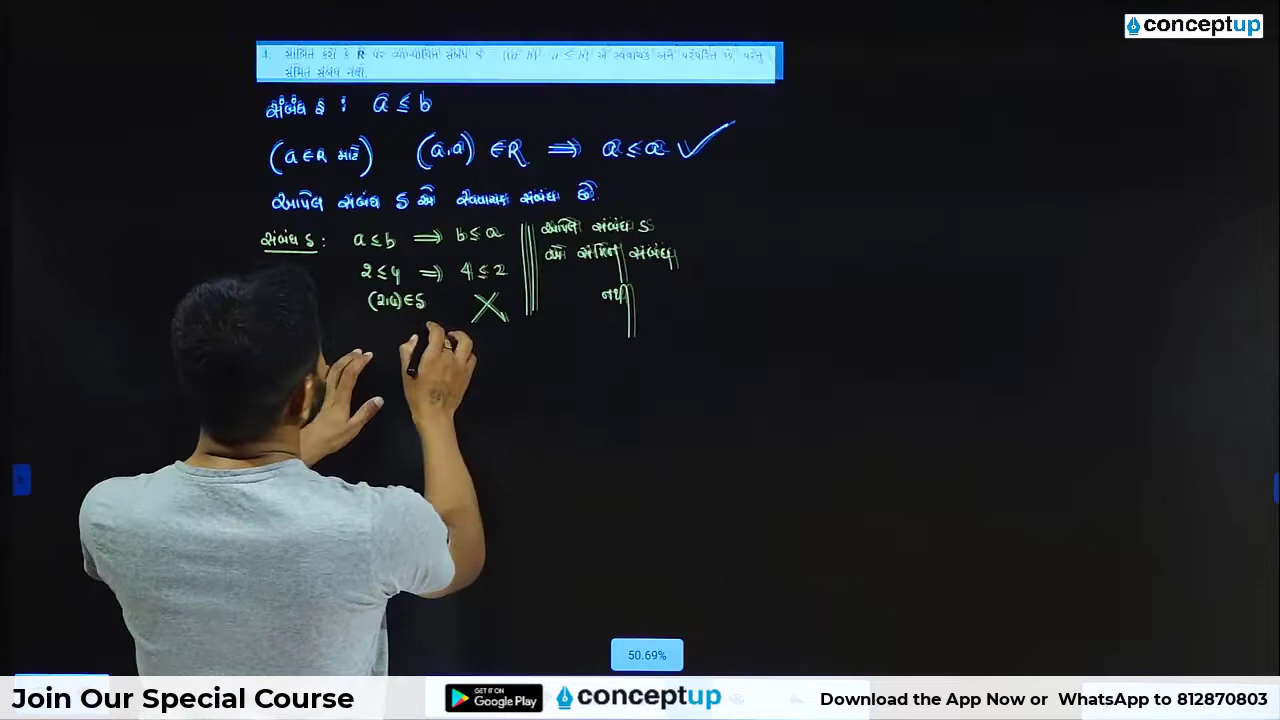 conceptup
4. સાબિત કરો કે R પર વ્યાખ્યાયિત સંબંધ S = {(a, b) : a ≤ b} એ સ્વવાચક અને પરંપરિત છે, પરંતુ
સંમિત સંબંધ નથી.
સંબંધ S : a ≤ b
(a ∈ R માટે) (a,a) ∈ R ⟹ a ≤ a ✓
આપેલ સંબંધ S એ સ્વવાચક સંબંધ છે.
સંબંધ S : a ≤ b ⟹ b ≤ a આપેલ સંબંધ S
2 ≤ 4 ⟹ 4 ≤ 2 એ સંમિત સંબંધ
(2,4) ∈ S X નથી
50.69%
Join Our Special Course GET IT ON Google Play conceptup Download the App Now or WhatsApp to 812870803